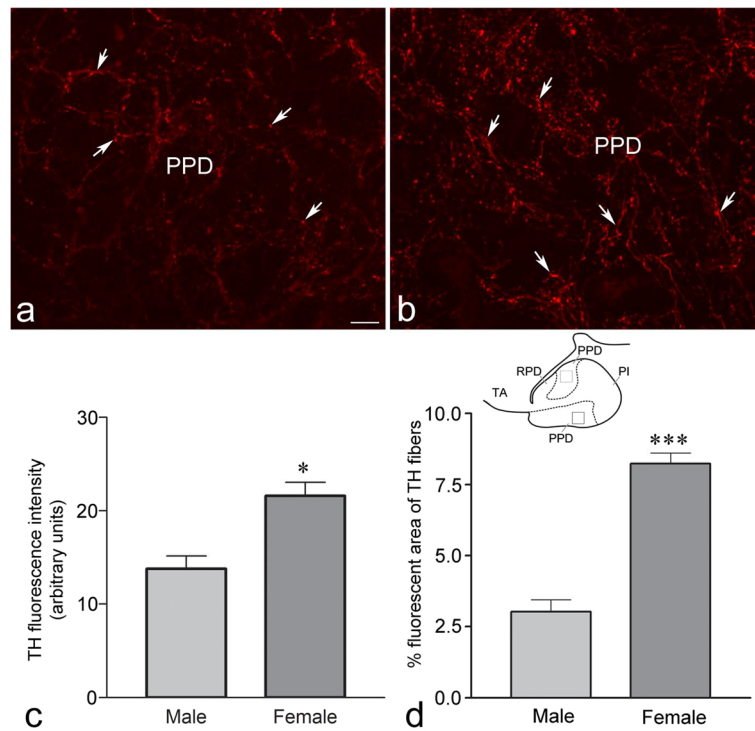 PPD
a
PPD
b
TH fluorescence intensity
(arbitrary units)
30
20
10
0
*
Male
Female
c
RPD
PPD
PI
TA
PPD
% fluorescent area of TH fibers
10.0
7.5
5.0
2.5
0.0
***
Male
Female
d